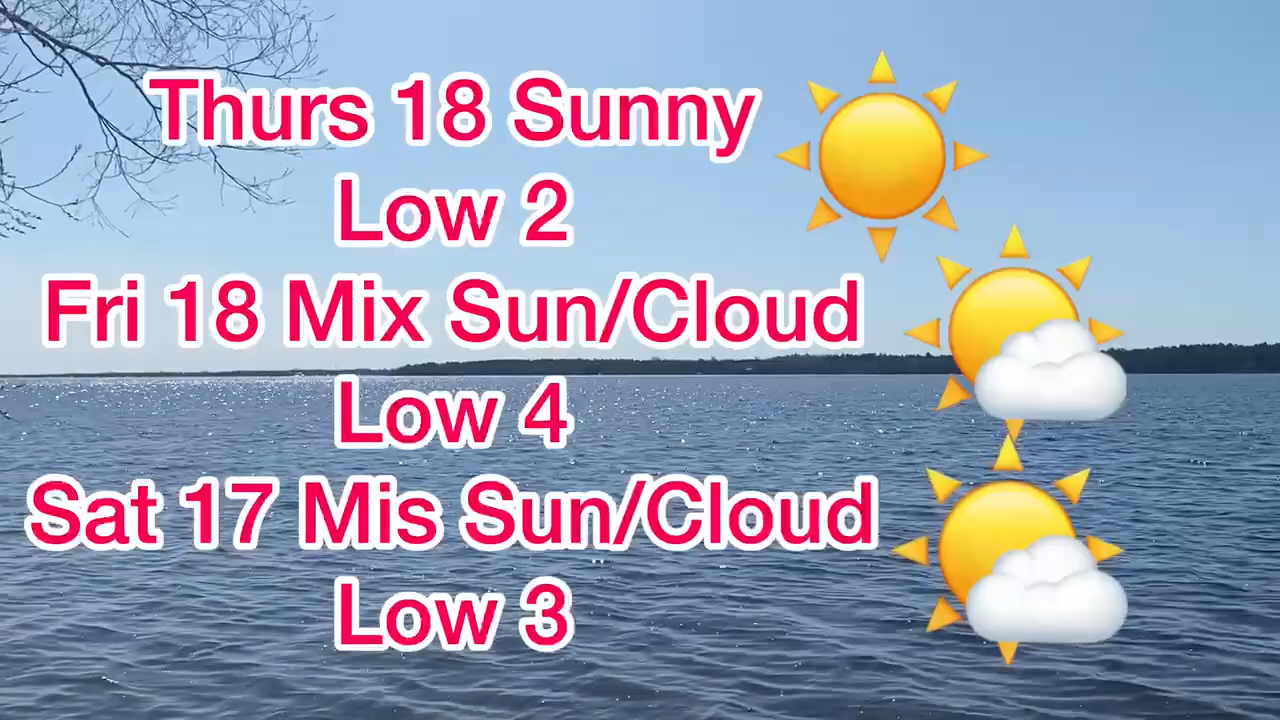 Thurs 18 Sunny
Low 2
Fri 18 Mix Sun/Cloud
Low 4
Sat 17 Mis Sun/Cloud
Low 3